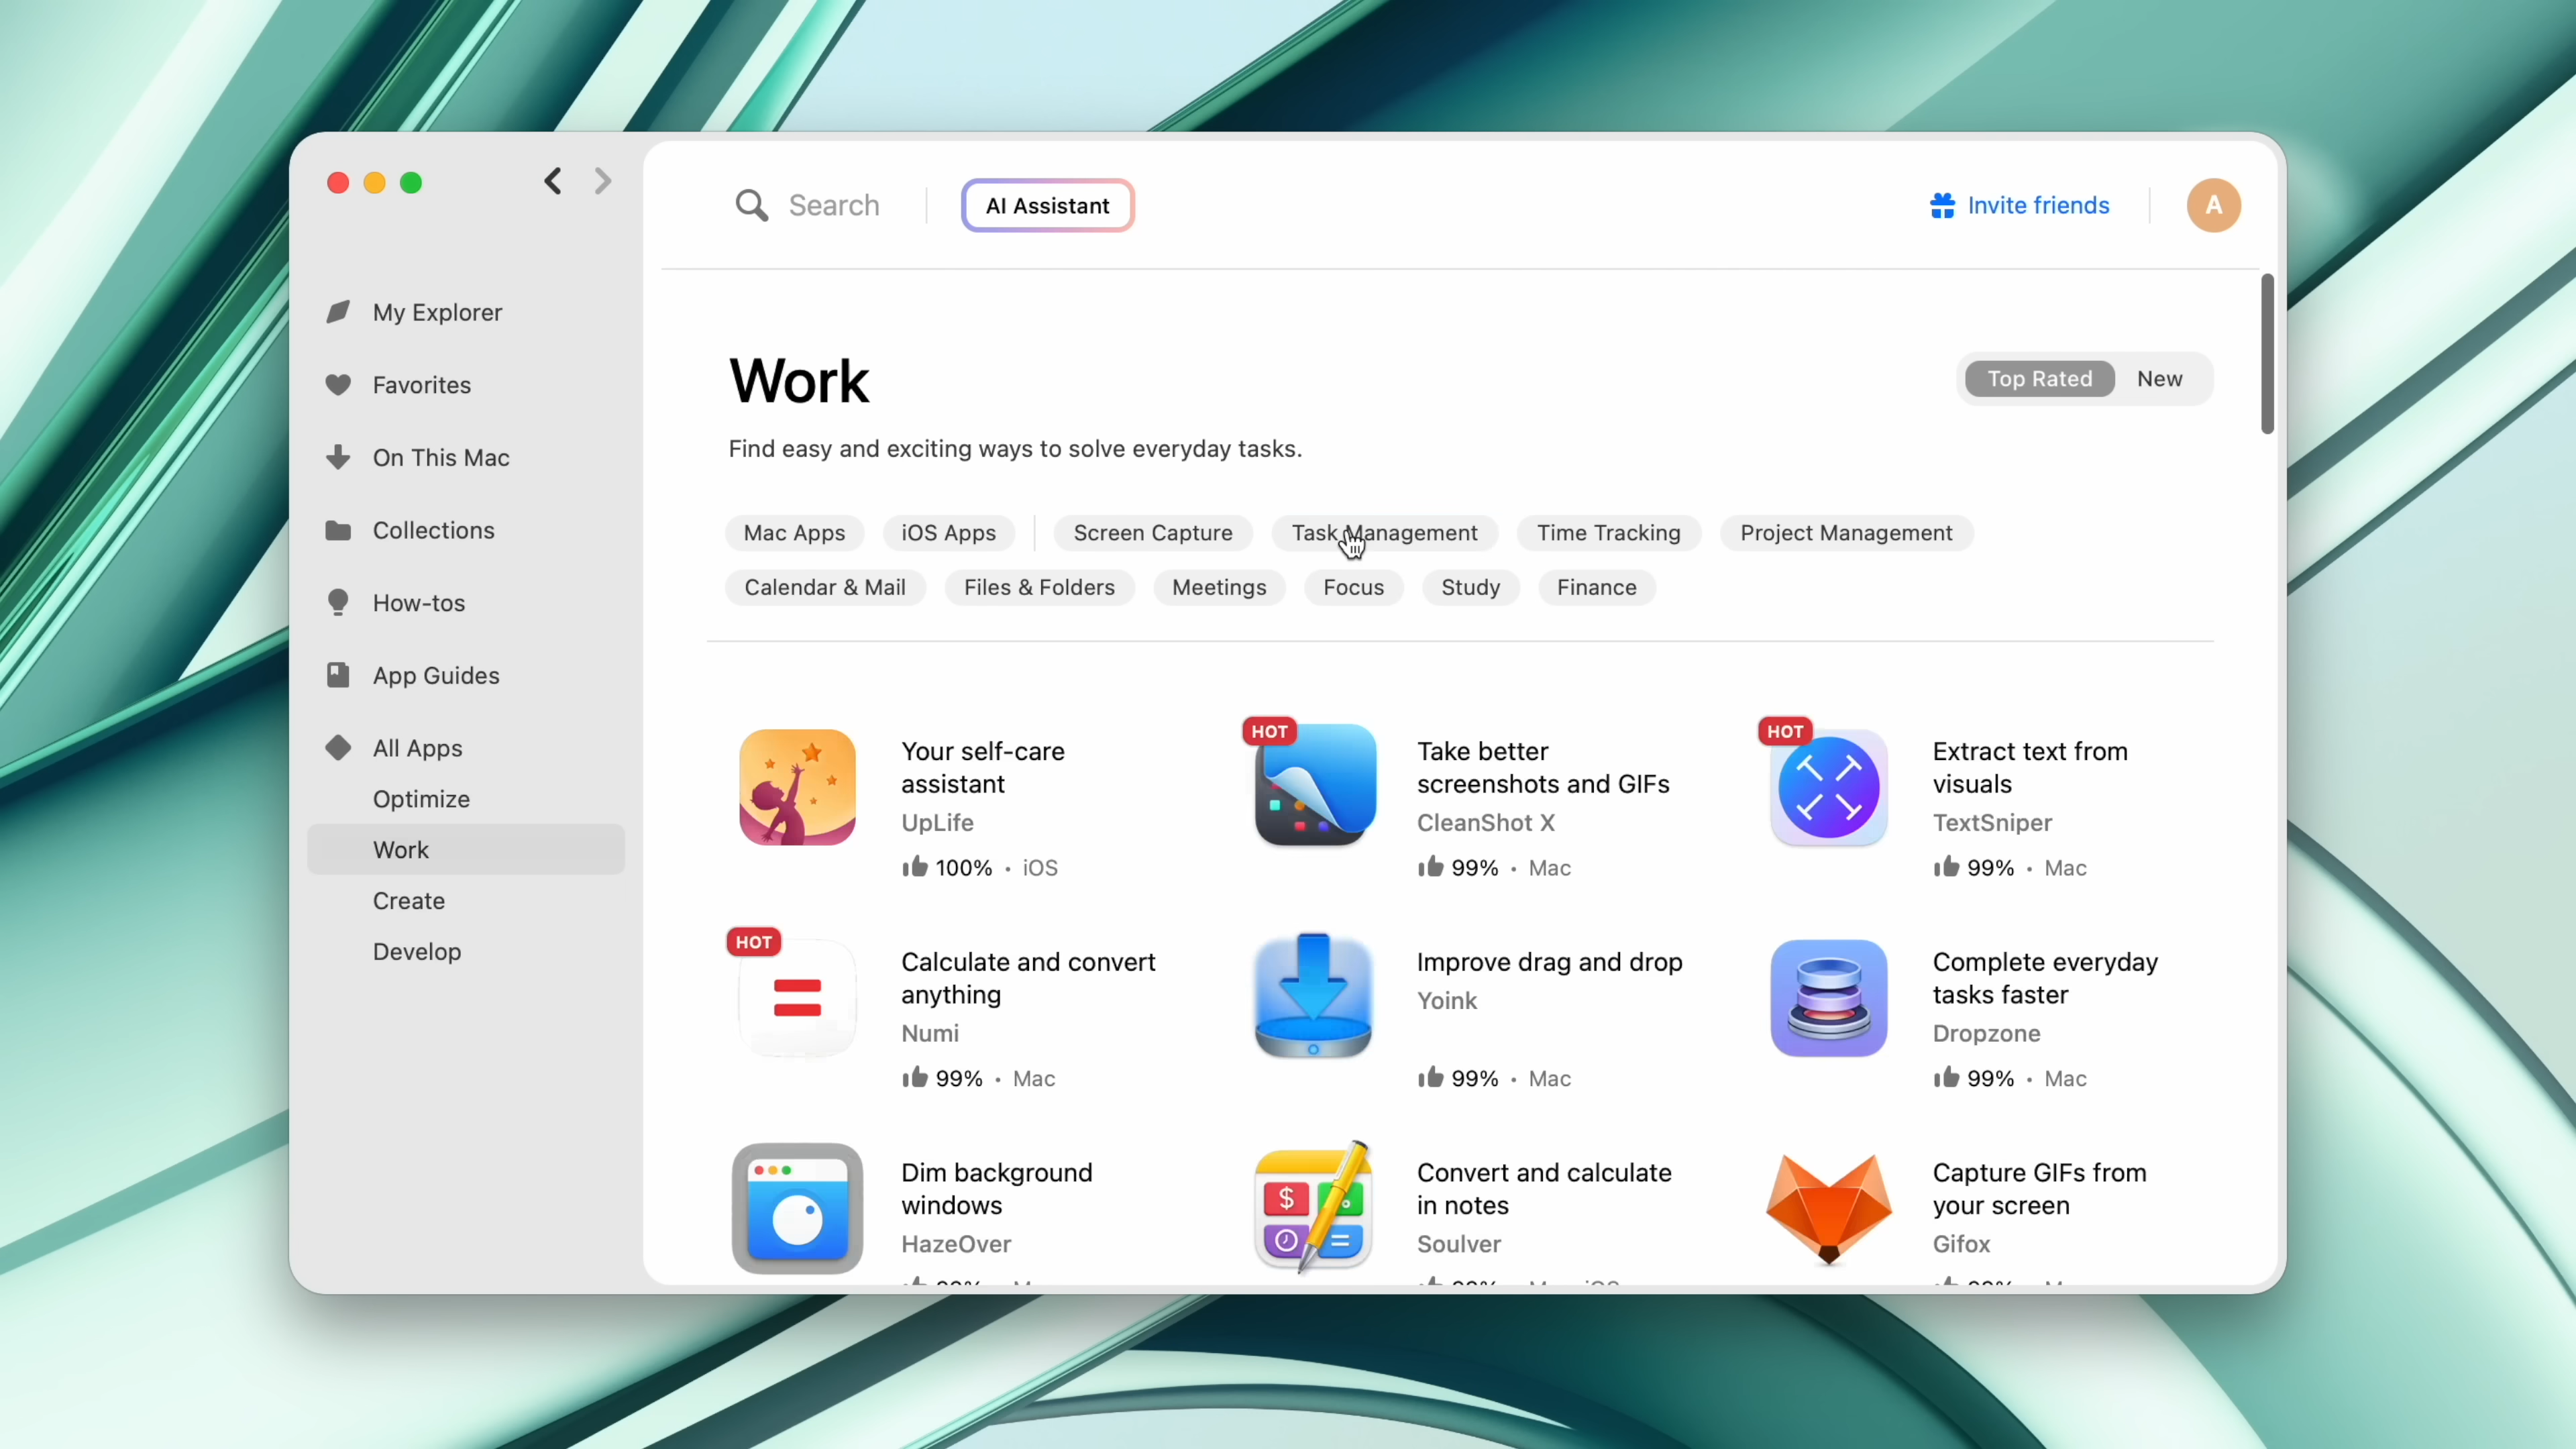 Search
AI Assistant
Invite friends
A
My Explorer
Favorites
On This Mac
Collections
How-tos
App Guides
All Apps
Optimize
Work
Create
Develop
Work
Top Rated
New
Find easy and exciting ways to solve everyday tasks.
Mac Apps
iOS Apps
Screen Capture
Task Management
Time Tracking
Project Management
Calendar & Mail
Files & Folders
Meetings
Focus
Study
Finance
Your self-care
assistant
UpLife
100% • iOS
HOT
Take better
screenshots and GIFs
CleanShot X
99% • Mac
HOT
Extract text from
visuals
TextSniper
99% • Mac
HOT
Calculate and convert
anything
Numi
99% • Mac
Improve drag and drop
Yoink
99% • Mac
Complete everyday
tasks faster
Dropzone
99% • Mac
Dim background
windows
HazeOver
Convert and calculate
in notes
Soulver
Capture GIFs from
your screen
Gifox